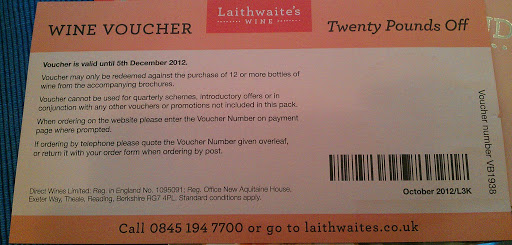 WINE VOUCHER
Laithwaite's
WINE
Twenty Pounds Off
Voucher is valid until 5th December 2012.
Voucher may only be redeemed against the purchase of 12 or more bottles of
wine from the accompanying brochures.
Voucher cannot be used for quarterly schemes, introductory offers or in
conjunction with any other vouchers or promotions not included in this pack.
When ordering on the website please enter the Voucher Number on payment
page where prompted.
If ordering by telephone please quote the Voucher Number given overleaf,
or return it with your order form when ordering by post.
Voucher number VB1938
Direct Wines Limited: Reg. in England No. 1095091; Reg. Office New Aquitaine House,
Exeter Way, Theale, Reading, Berkshire RG7 4PL. Standard conditions apply.
October 2012/L3K
Call 0845 194 7700 or go to laithwaites.co.uk